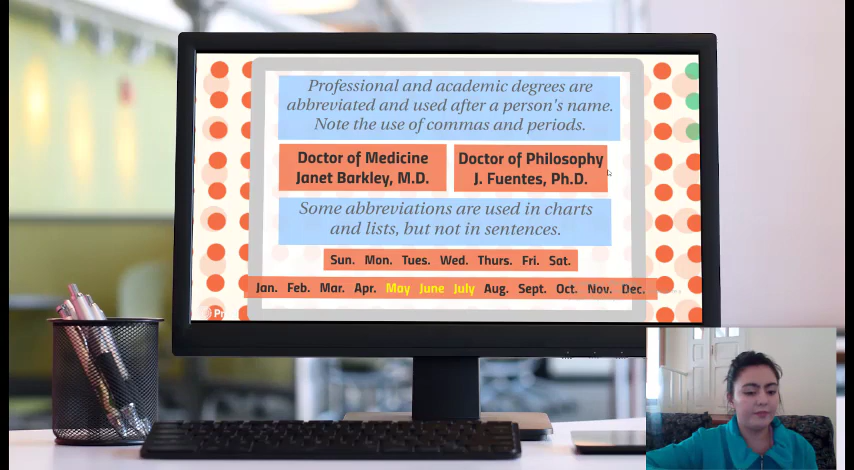 Professional and academic degrees are
abbreviated and used after a person's name.
Note the use of commas and periods.
Doctor of Medicine
Janet Barkley, M.D.
Doctor of Philosophy
J. Fuentes, Ph.D.
Some abbreviations are used in charts
and lists, but not in sentences.
Sun. Mon. Tues. Wed. Thurs. Fri. Sat.
Jan. Feb. Mar. Apr. May June July Aug. Sept. Oct. Nov. Dec.